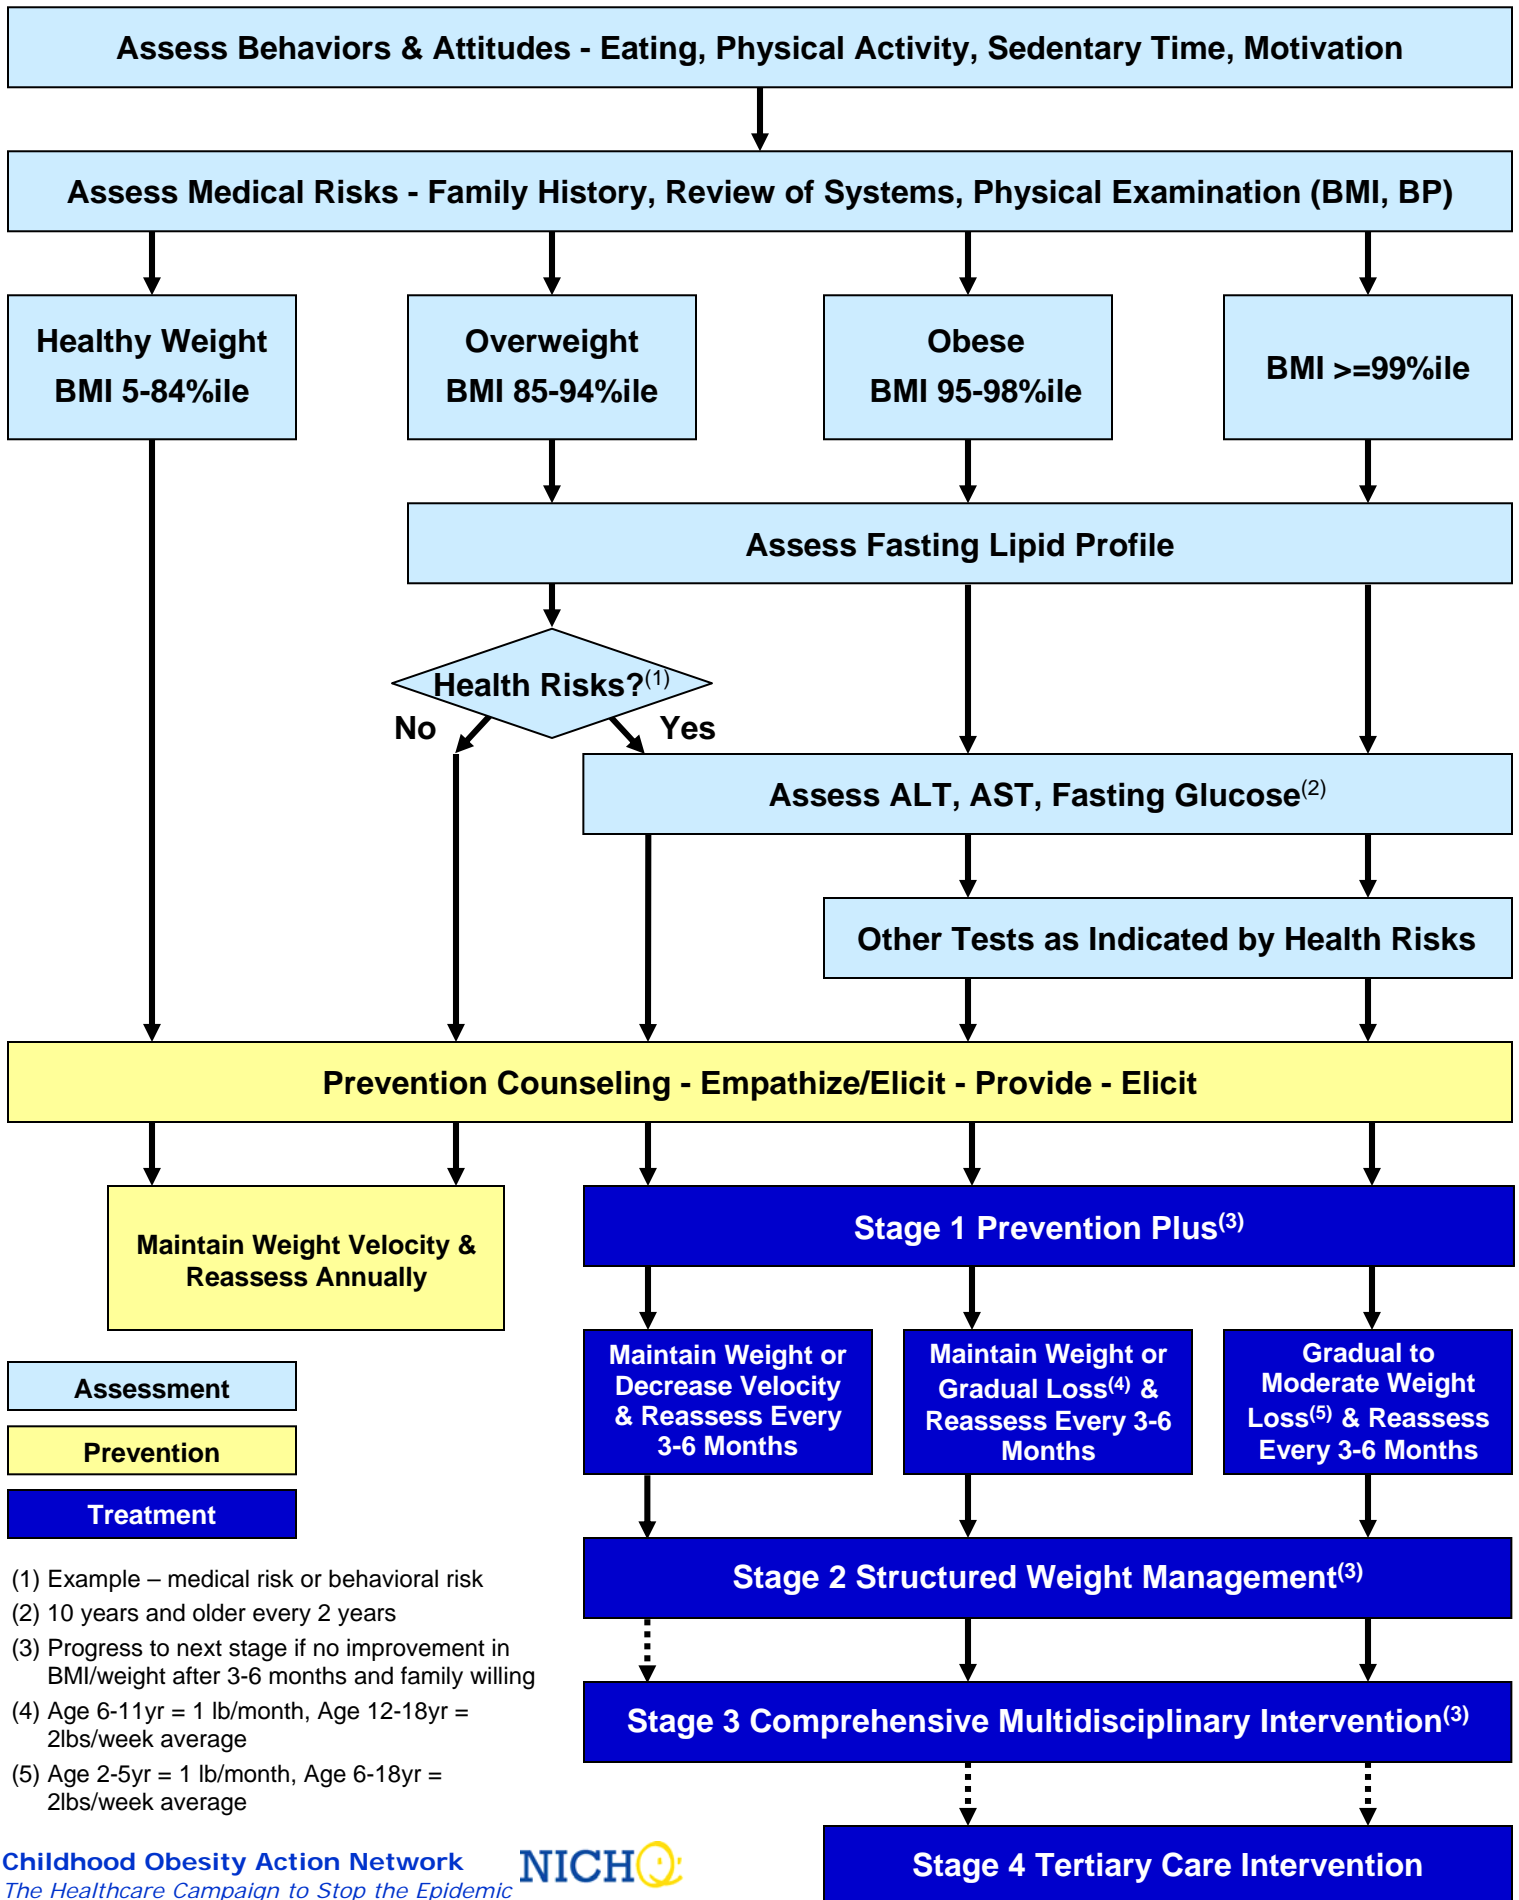 Assess Behaviors & Attitudes - Eating, Physical Activity, Sedentary Time, Motivation
Assess Medical Risks - Family History, Review of Systems, Physical Examination (BMI, BP)
Healthy Weight
BMI 5-84%ile
Overweight
BMI 85-94%ile
Obese
BMI 95-98%ile
BMI >=99%ile
Assess Fasting Lipid Profile
Health Risks?(1)
No
Yes
Assess ALT, AST, Fasting Glucose(2)
Other Tests as Indicated by Health Risks
Prevention Counseling - Empathize/Elicit - Provide - Elicit
Maintain Weight Velocity &
Reassess Annually
Stage 1 Prevention Plus(3)
Maintain Weight or
Decrease Velocity
& Reassess Every
3-6 Months
Maintain Weight or
Gradual Loss(4) &
Reassess Every 3-6
Months
Gradual to
Moderate Weight
Loss(5) & Reassess
Every 3-6 Months
Assessment
Prevention
Treatment
Stage 2 Structured Weight Management(3)
Stage 3 Comprehensive Multidisciplinary Intervention(3)
Stage 4 Tertiary Care Intervention
(1) Example – medical risk or behavioral risk
(2) 10 years and older every 2 years
(3) Progress to next stage if no improvement in
BMI/weight after 3-6 months and family willing
(4) Age 6-11yr = 1 lb/month, Age 12-18yr =
2lbs/week average
(5) Age 2-5yr = 1 lb/month, Age 6-18yr =
2lbs/week average
Childhood Obesity Action Network
The Healthcare Campaign to Stop the Epidemic
NICHQ